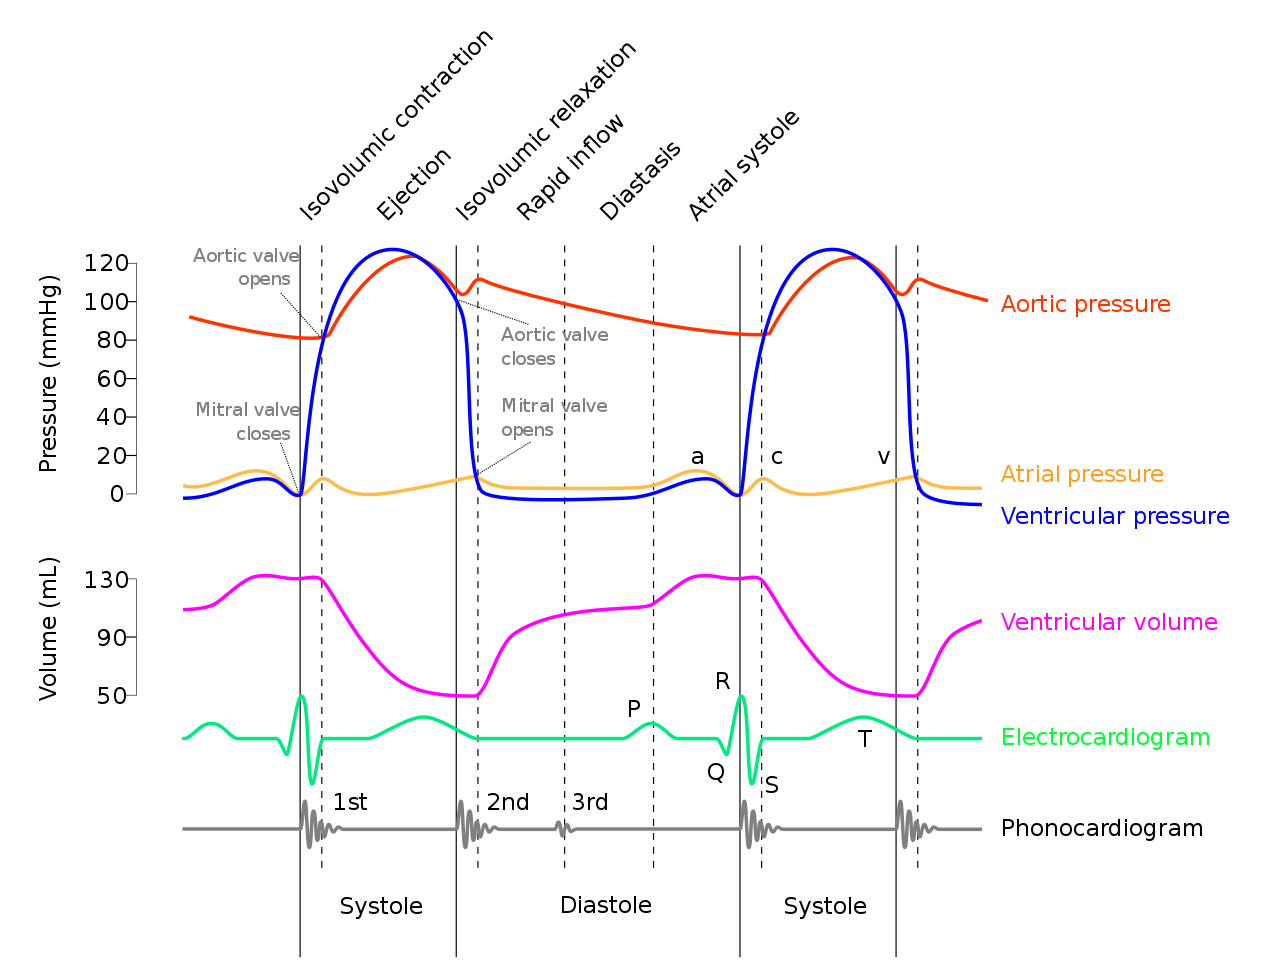 Isovolumic contraction
Ejection
Isovolumic relaxation
Rapid inflow
Diastasis
Atrial systole
Pressure (mmHg)
120
100
80
60
40
20
0
Aortic valve
opens
Mitral valve
closes
Aortic valve
closes
Mitral valve
opens
a
c
v
Aortic pressure
Atrial pressure
Ventricular pressure
Volume (mL)
130
90
50
Ventricular volume
R
P
Q
S
T
Electrocardiogram
1st
2nd
3rd
Phonocardiogram
Systole
Diastole
Systole